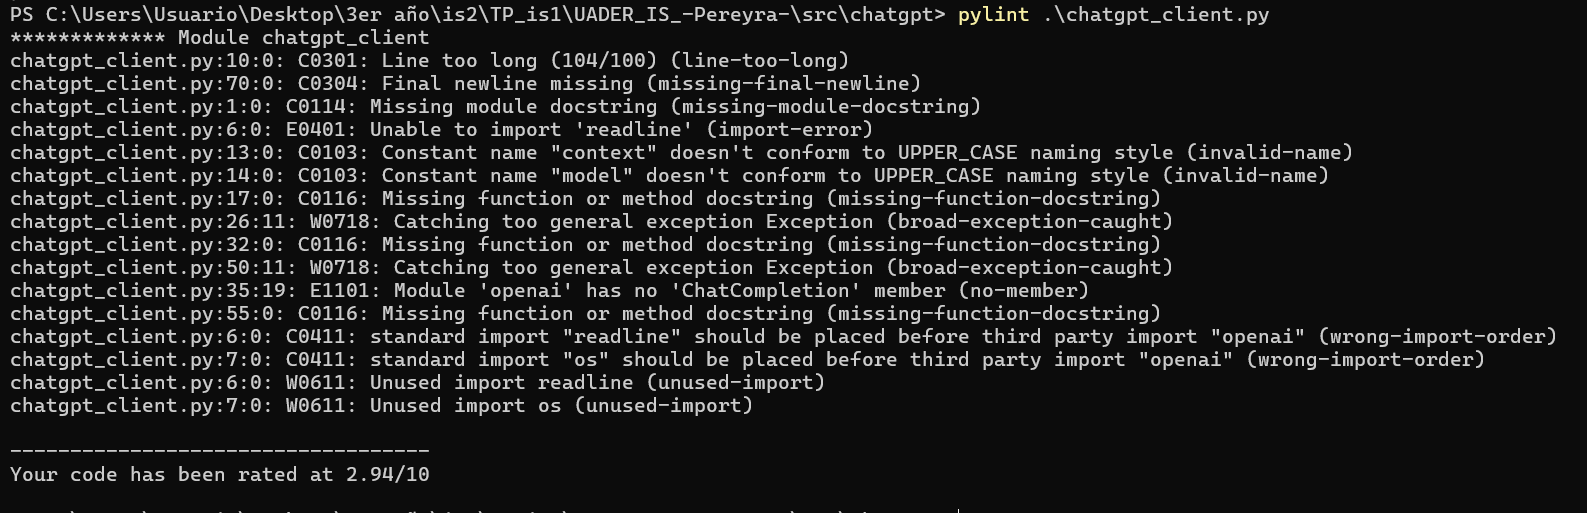 PS C:\Users\Usuario\Desktop\3er año\is2\TP_is1\UADER_IS_-Pereyra-\src\chatgpt> pylint .\chatgpt_client.py
************* Module chatgpt_client
chatgpt_client.py:10:0: C0301: Line too long (104/100) (line-too-long)
chatgpt_client.py:70:0: C0304: Final newline missing (missing-final-newline)
chatgpt_client.py:1:0: C0114: Missing module docstring (missing-module-docstring)
chatgpt_client.py:6:0: E0401: Unable to import 'readline' (import-error)
chatgpt_client.py:13:0: C0103: Constant name "context" doesn't conform to UPPER_CASE naming style (invalid-name)
chatgpt_client.py:14:0: C0103: Constant name "model" doesn't conform to UPPER_CASE naming style (invalid-name)
chatgpt_client.py:17:0: C0116: Missing function or method docstring (missing-function-docstring)
chatgpt_client.py:26:11: W0718: Catching too general exception Exception (broad-exception-caught)
chatgpt_client.py:32:0: C0116: Missing function or method docstring (missing-function-docstring)
chatgpt_client.py:50:11: W0718: Catching too general exception Exception (broad-exception-caught)
chatgpt_client.py:35:19: E1101: Module 'openai' has no 'ChatCompletion' member (no-member)
chatgpt_client.py:55:0: C0116: Missing function or method docstring (missing-function-docstring)
chatgpt_client.py:6:0: C0411: standard import "readline" should be placed before third party import "openai" (wrong-import-order)
chatgpt_client.py:7:0: C0411: standard import "os" should be placed before third party import "openai" (wrong-import-order)
chatgpt_client.py:6:0: W0611: Unused import readline (unused-import)
chatgpt_client.py:7:0: W0611: Unused import os (unused-import)
-----------------------------------
Your code has been rated at 2.94/10